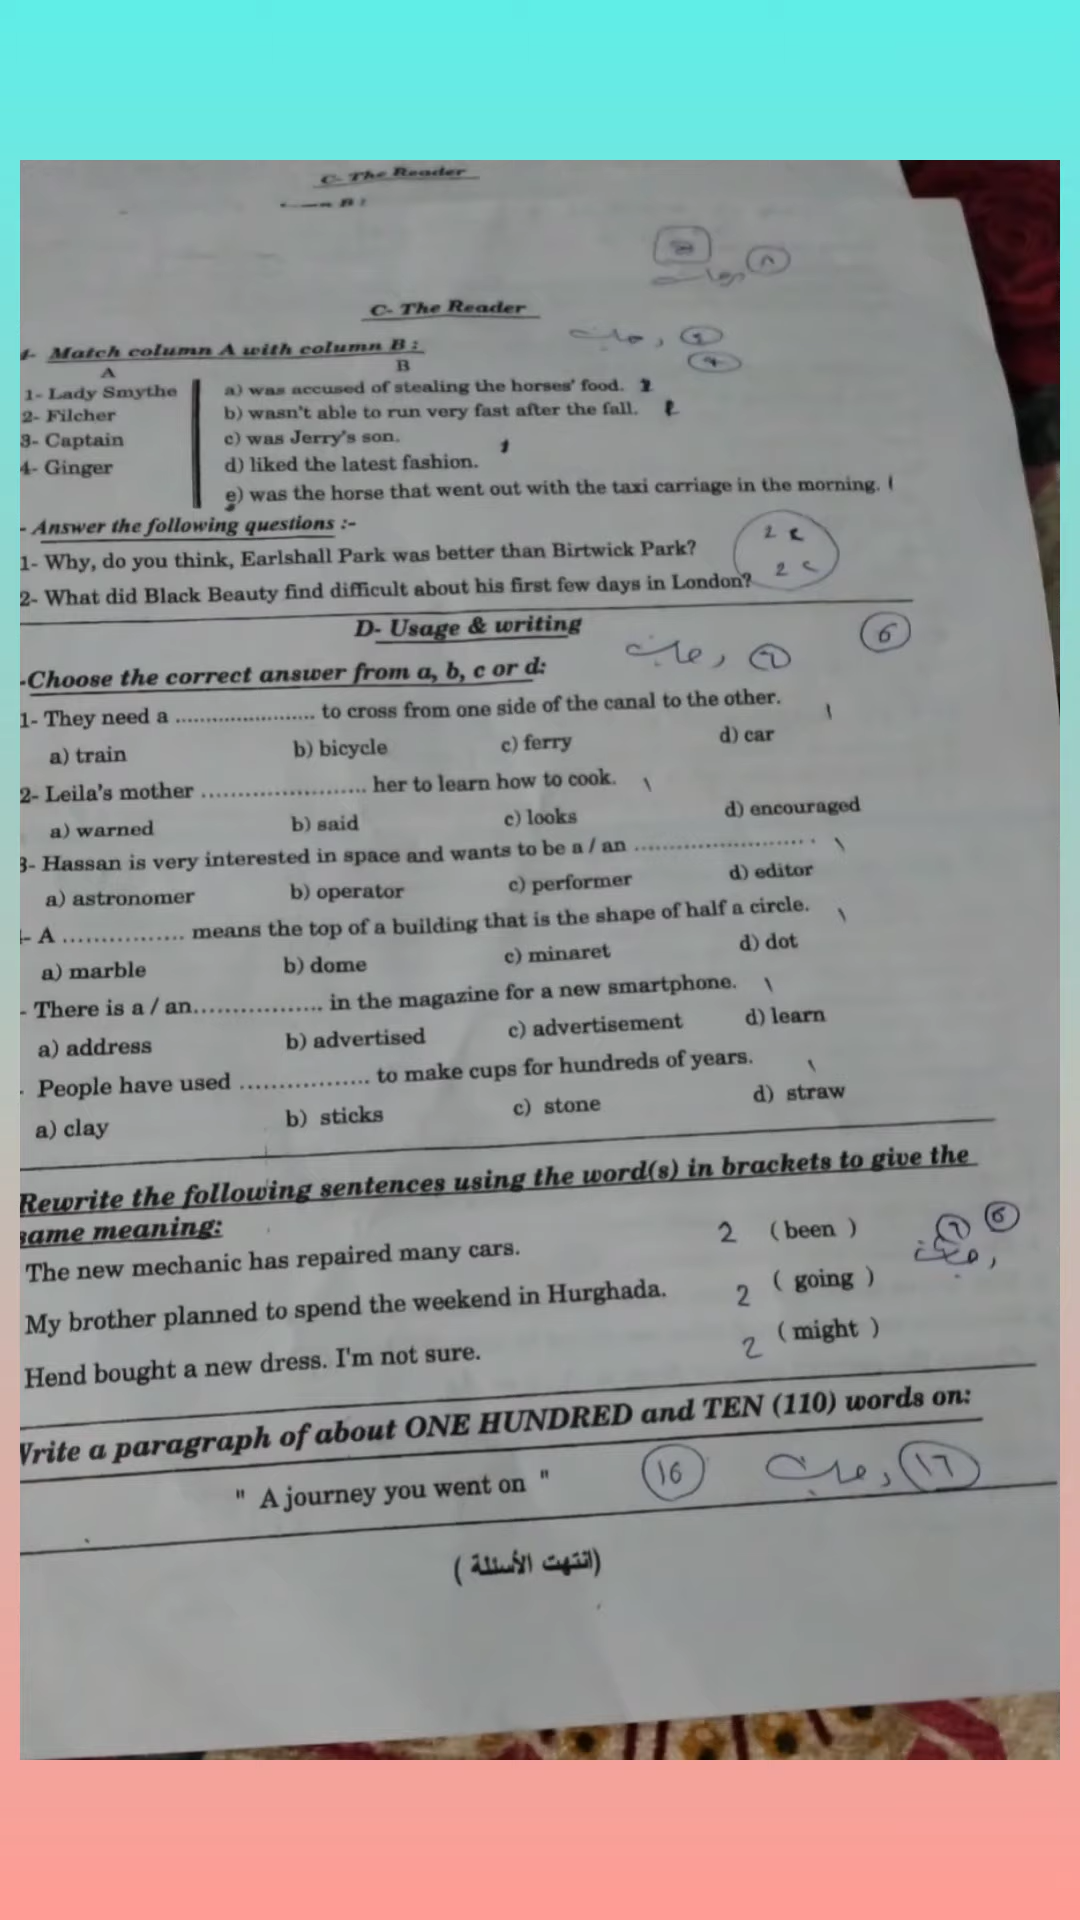 C- The Reader
C- The Reader
Match column A with column B :
A B
1- Lady Smythe a) was accused of stealing the horses' food.
2- Filcher b) wasn't able to run very fast after the fall.
3- Captain c) was Jerry's son.
4- Ginger d) liked the latest fashion.
e) was the horse that went out with the taxi carriage in the morning.
- Answer the following questions :-
1- Why, do you think, Earlshall Park was better than Birtwick Park? 2
2- What did Black Beauty find difficult about his first few days in London? 2
D- Usage & writing
6
-Choose the correct answer from a, b, c or d:
1- They need a ........................ to cross from one side of the canal to the other.
a) train b) bicycle c) ferry d) car
2- Leila's mother ........................ her to learn how to cook.
a) warned b) said c) looks d) encouraged
3- Hassan is very interested in space and wants to be a / an ..........................
a) astronomer b) operator c) performer d) editor
- A ................ means the top of a building that is the shape of half a circle.
a) marble b) dome c) minaret d) dot
- There is a / an................. in the magazine for a new smartphone.
a) address b) advertised c) advertisement d) learn
People have used ................. to make cups for hundreds of years.
a) clay b) sticks c) stone d) straw
Rewrite the following sentences using the word(s) in brackets to give the
same meaning:
The new mechanic has repaired many cars. 2 ( been )
My brother planned to spend the weekend in Hurghada. 2 ( going )
Hend bought a new dress. I'm not sure. 2 ( might )
Write a paragraph of about ONE HUNDRED and TEN (110) words on:
" A journey you went on " 16 ١٦
(انتهت الأسئلة)